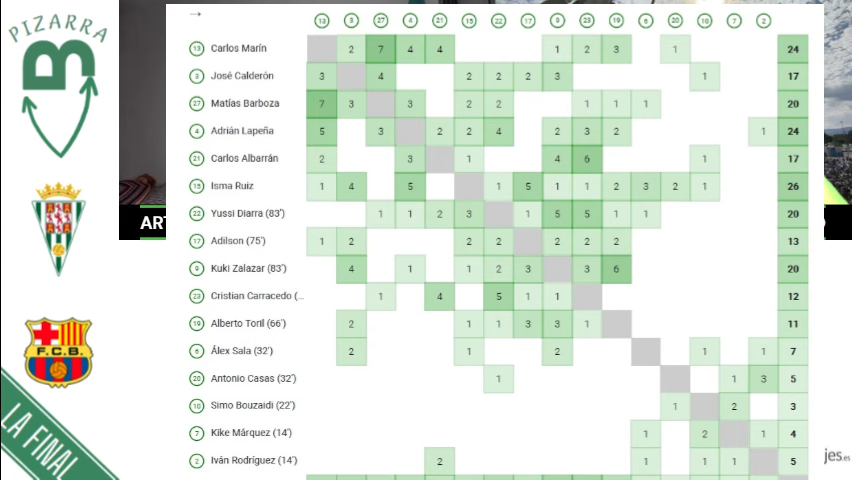 PIZARRA
B
F.C.B.
LA FINAL
ART
jes.es
→ 13 3 27 4 21 15 22 17 9 23 19 6 20 10 7 2
13 Carlos Marín 2 7 4 4 1 2 3 1 24
3 José Calderón 3 4 2 2 2 3 1 17
27 Matías Barboza 7 3 3 2 2 1 1 1 20
4 Adrián Lapeña 5 3 2 2 4 2 3 2 1 24
21 Carlos Albarrán 2 3 1 4 6 1 17
15 Isma Ruiz 1 4 5 1 5 1 1 2 3 2 1 26
22 Yussi Diarra (83') 1 1 2 3 1 5 5 1 1 20
17 Adilson (75') 1 2 2 2 2 2 2 13
9 Kuki Zalazar (83') 4 1 1 2 3 3 6 20
23 Cristian Carracedo (... 1 4 5 1 1 12
19 Alberto Toril (66') 2 1 1 3 3 1 11
6 Álex Sala (32') 2 1 2 1 1 7
20 Antonio Casas (32') 1 1 3 5
10 Simo Bouzaidi (22') 1 2 3
7 Kike Márquez (14') 1 2 1 4
2 Iván Rodríguez (14') 2 1 1 1 5